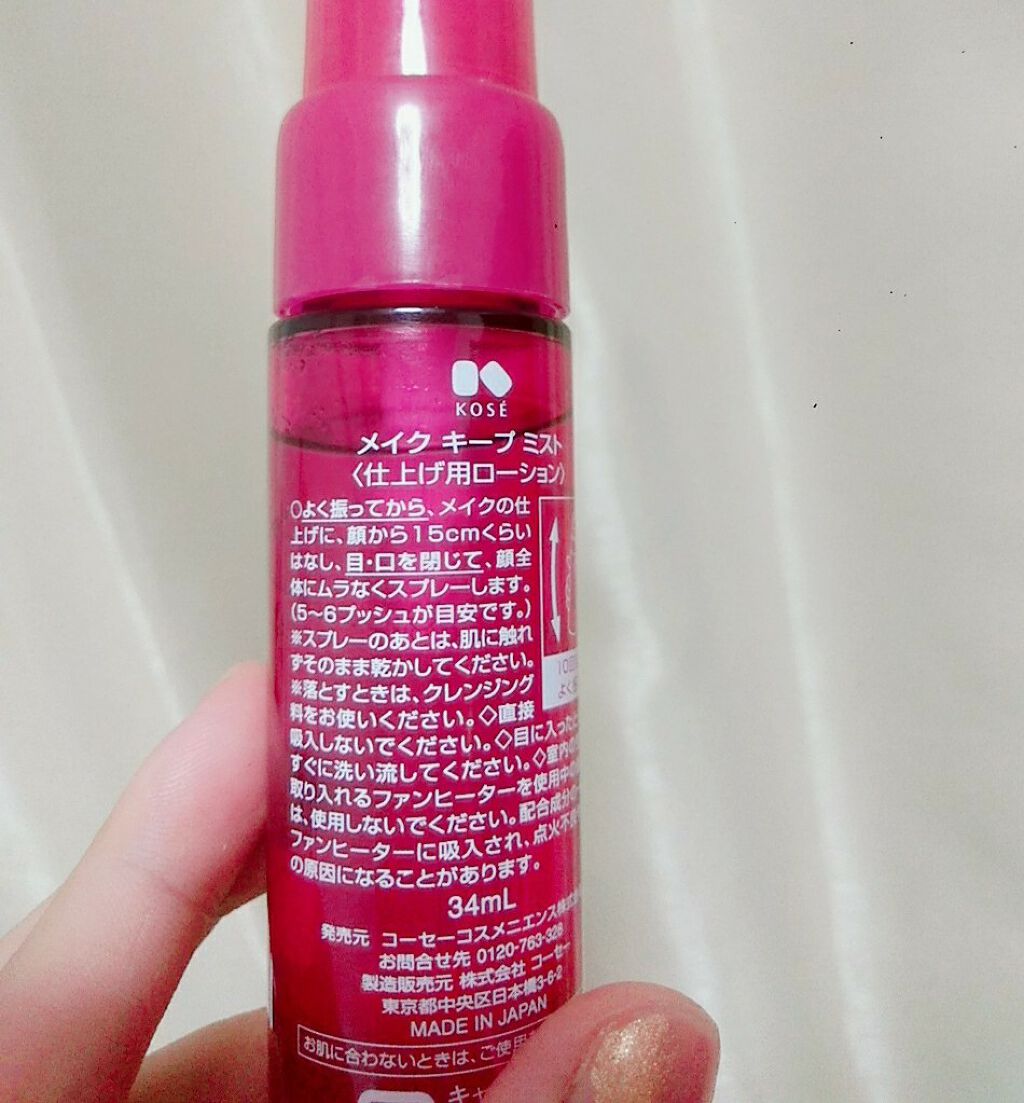 KOSÉ
メイク キープ ミスト
〈仕上げ用ローション〉
○よく振ってから、メイクの仕
上げに、顔から15cmくらい
はなし、目・口を閉じて、顔全
体にムラなくスプレーします。
(5～6プッシュが目安です。)
※スプレーのあとは、肌に触れ
ずそのまま乾かしてください。
※落とすときは、クレンジング
料をお使いください。◇直接
吸入しないでください。◇目に入った
すぐに洗い流してください。◇室内の
取り入れるファンヒーターを使用中
は、使用しないでください。配合成分の
ファンヒーターに吸入され、点火不
の原因になることがあります。
10回
よく
34mL
発売元 コーセーコスメニエンス株式
お問合せ先 0120-763-328
製造販売元 株式会社 コーセー
東京都中央区日本橋3-6-2
MADE IN JAPAN
お肌に合わないときは、ご使用
キャ